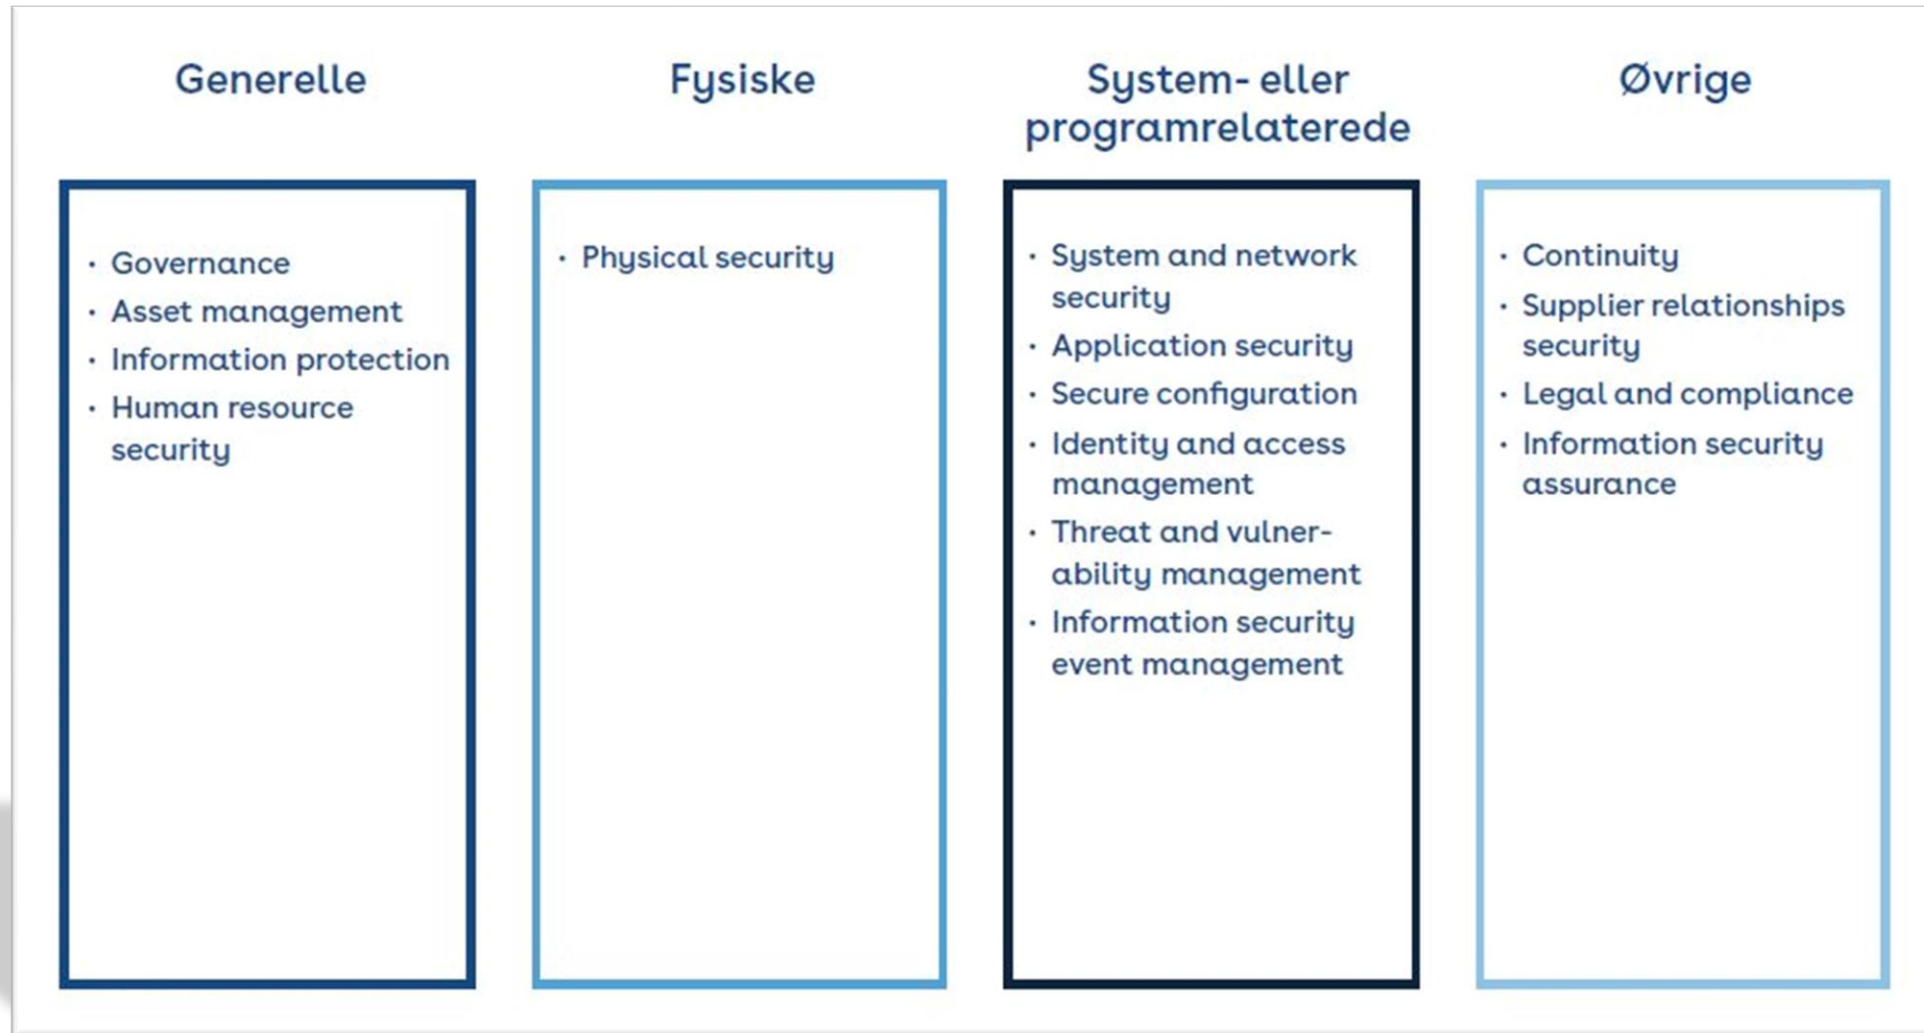 Generelle
· Governance
· Asset management
· Information protection
· Human resource
security
Fysiske
· Physical security
System- eller
programrelaterede
· System and network
security
· Application security
· Secure configuration
· Identity and access
management
· Threat and vulner-
ability management
· Information security
event management
Øvrige
· Continuity
· Supplier relationships
security
· Legal and compliance
· Information security
assurance